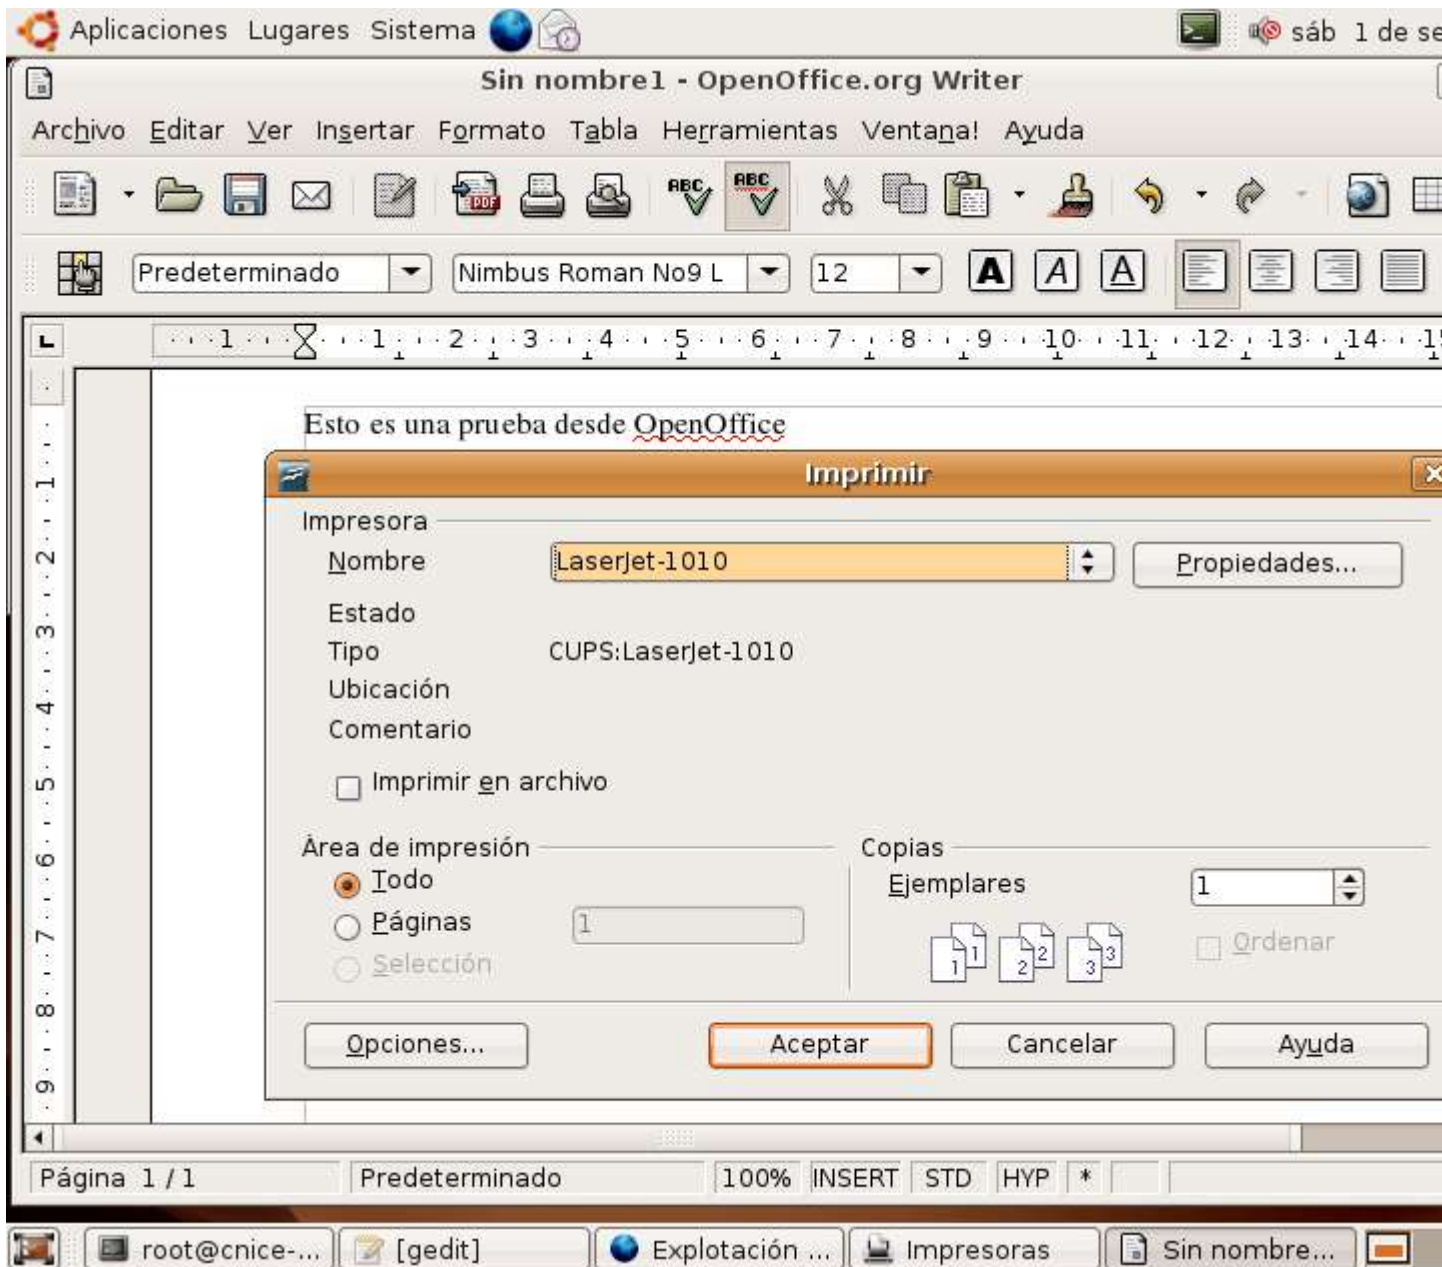 Aplicaciones Lugares Sistema sáb 1 de se
Sin nombre1 - OpenOffice.org Writer
Archivo Editar Ver Insertar Formato Tabla Herramientas Ventana! Ayuda
PDF ABC ABC
Predeterminado Nimbus Roman No9 L 12 A A A
1 1 2 3 4 5 6 7 8 9 10 11 12 13 14 15
Esto es una prueba desde OpenOffice
Imprimir
Impresora
Nombre LaserJet-1010 Propiedades...
Estado
Tipo CUPS:LaserJet-1010
Ubicación
Comentario
Imprimir en archivo
Área de impresión Copias
Todo Ejemplares 1
Páginas 1
1 1 2 2 3 3 Ordenar
Selección
Opciones... Aceptar Cancelar Ayuda
1 2 3 4 5 6 7 8 9
Página 1 / 1 Predeterminado 100% INSERT STD HYP *
root@cnice-... [gedit] Explotación ... Impresoras Sin nombre...